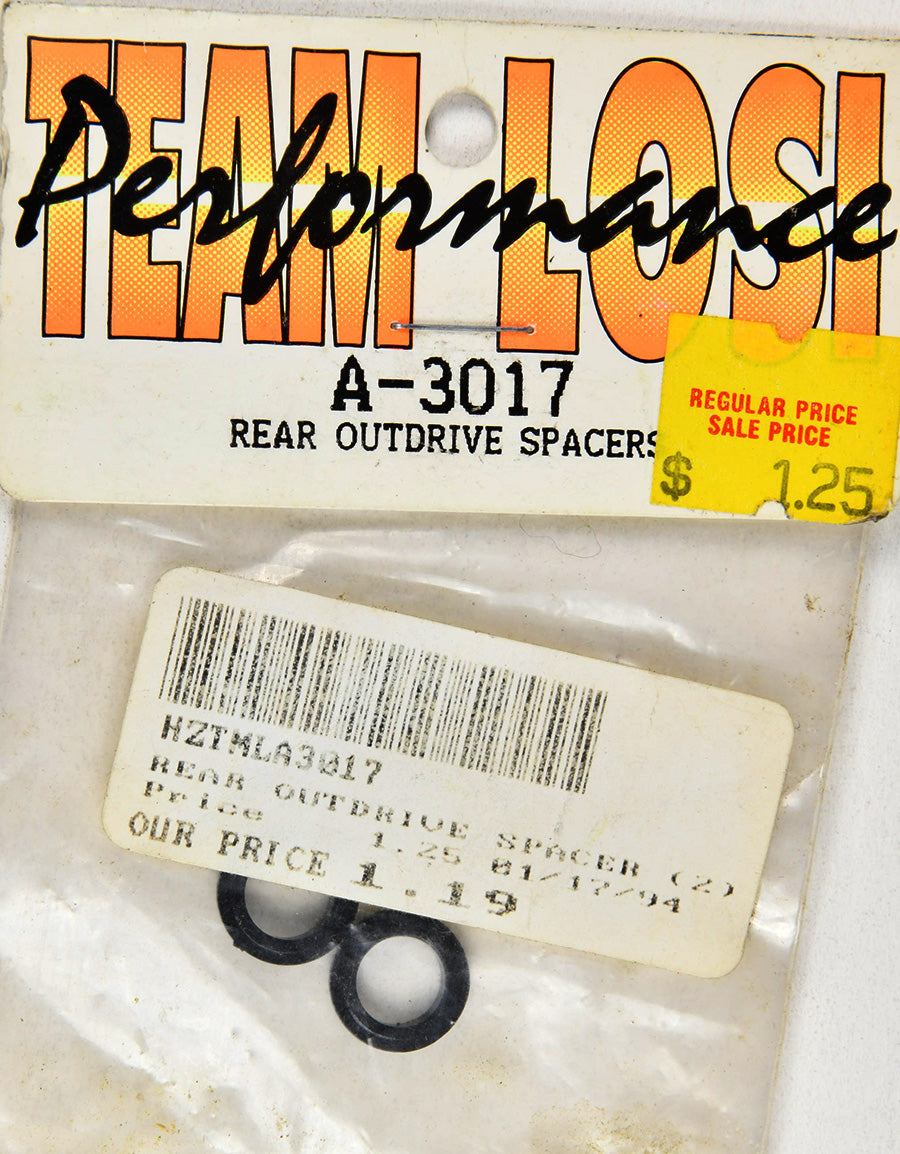 TEAM LOSI
Performance
A-3017
REAR OUTDRIVE SPACERS
REGULAR PRICE
SALE PRICE
$ 1.25
HZTMLA3017
REAR OUTDRIVE SPACER (2)
Price 1.25 01/17/94
OUR PRICE 1.19